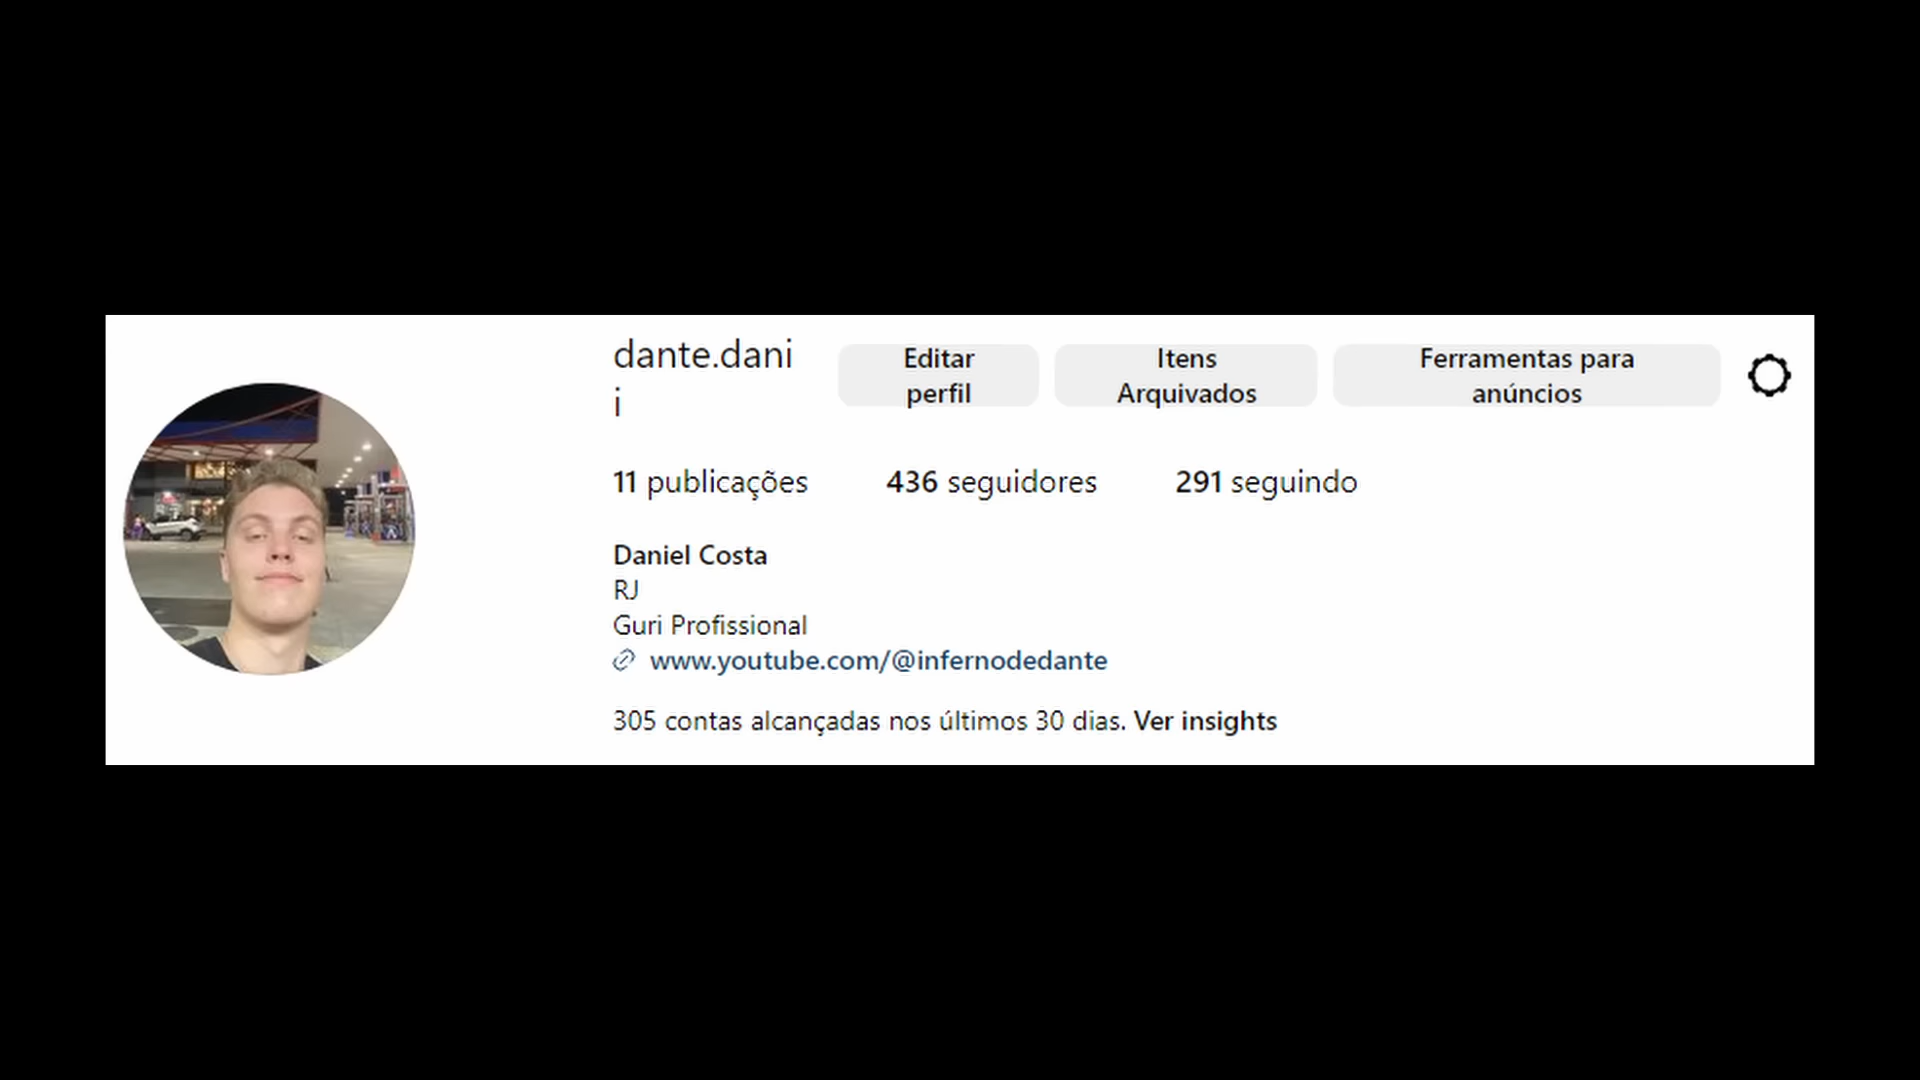 dante.dani
i
Editar
perfil
Itens
Arquivados
Ferramentas para
anúncios
11 publicações 436 seguidores 291 seguindo
Daniel Costa
RJ
Guri Profissional
www.youtube.com/@infernodedante
305 contas alcançadas nos últimos 30 dias. Ver insights